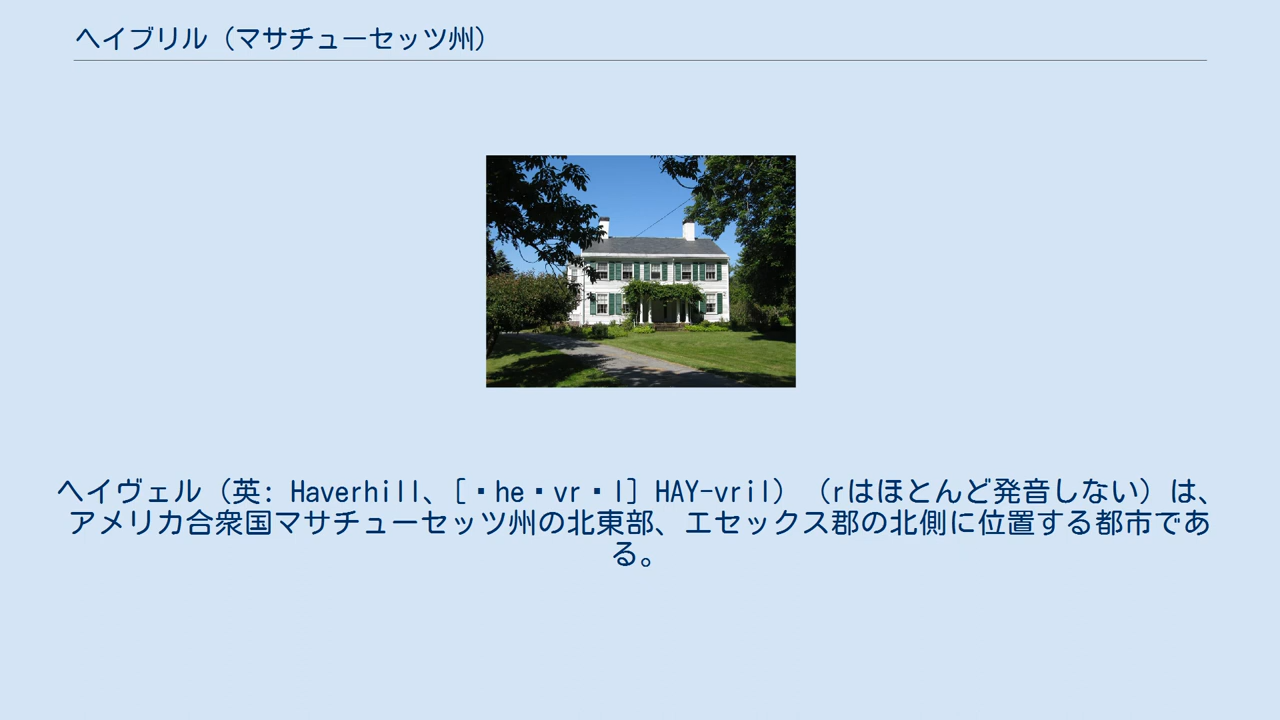 ヘイブリル（マサチューセッツ州）
ヘイヴェル（英: Haverhill、[･he･vr･l] HAY-vril）（rはほとんど発音しない）は、
アメリカ合衆国マサチューセッツ州の北東部、エセックス郡の北側に位置する都市であ
る。